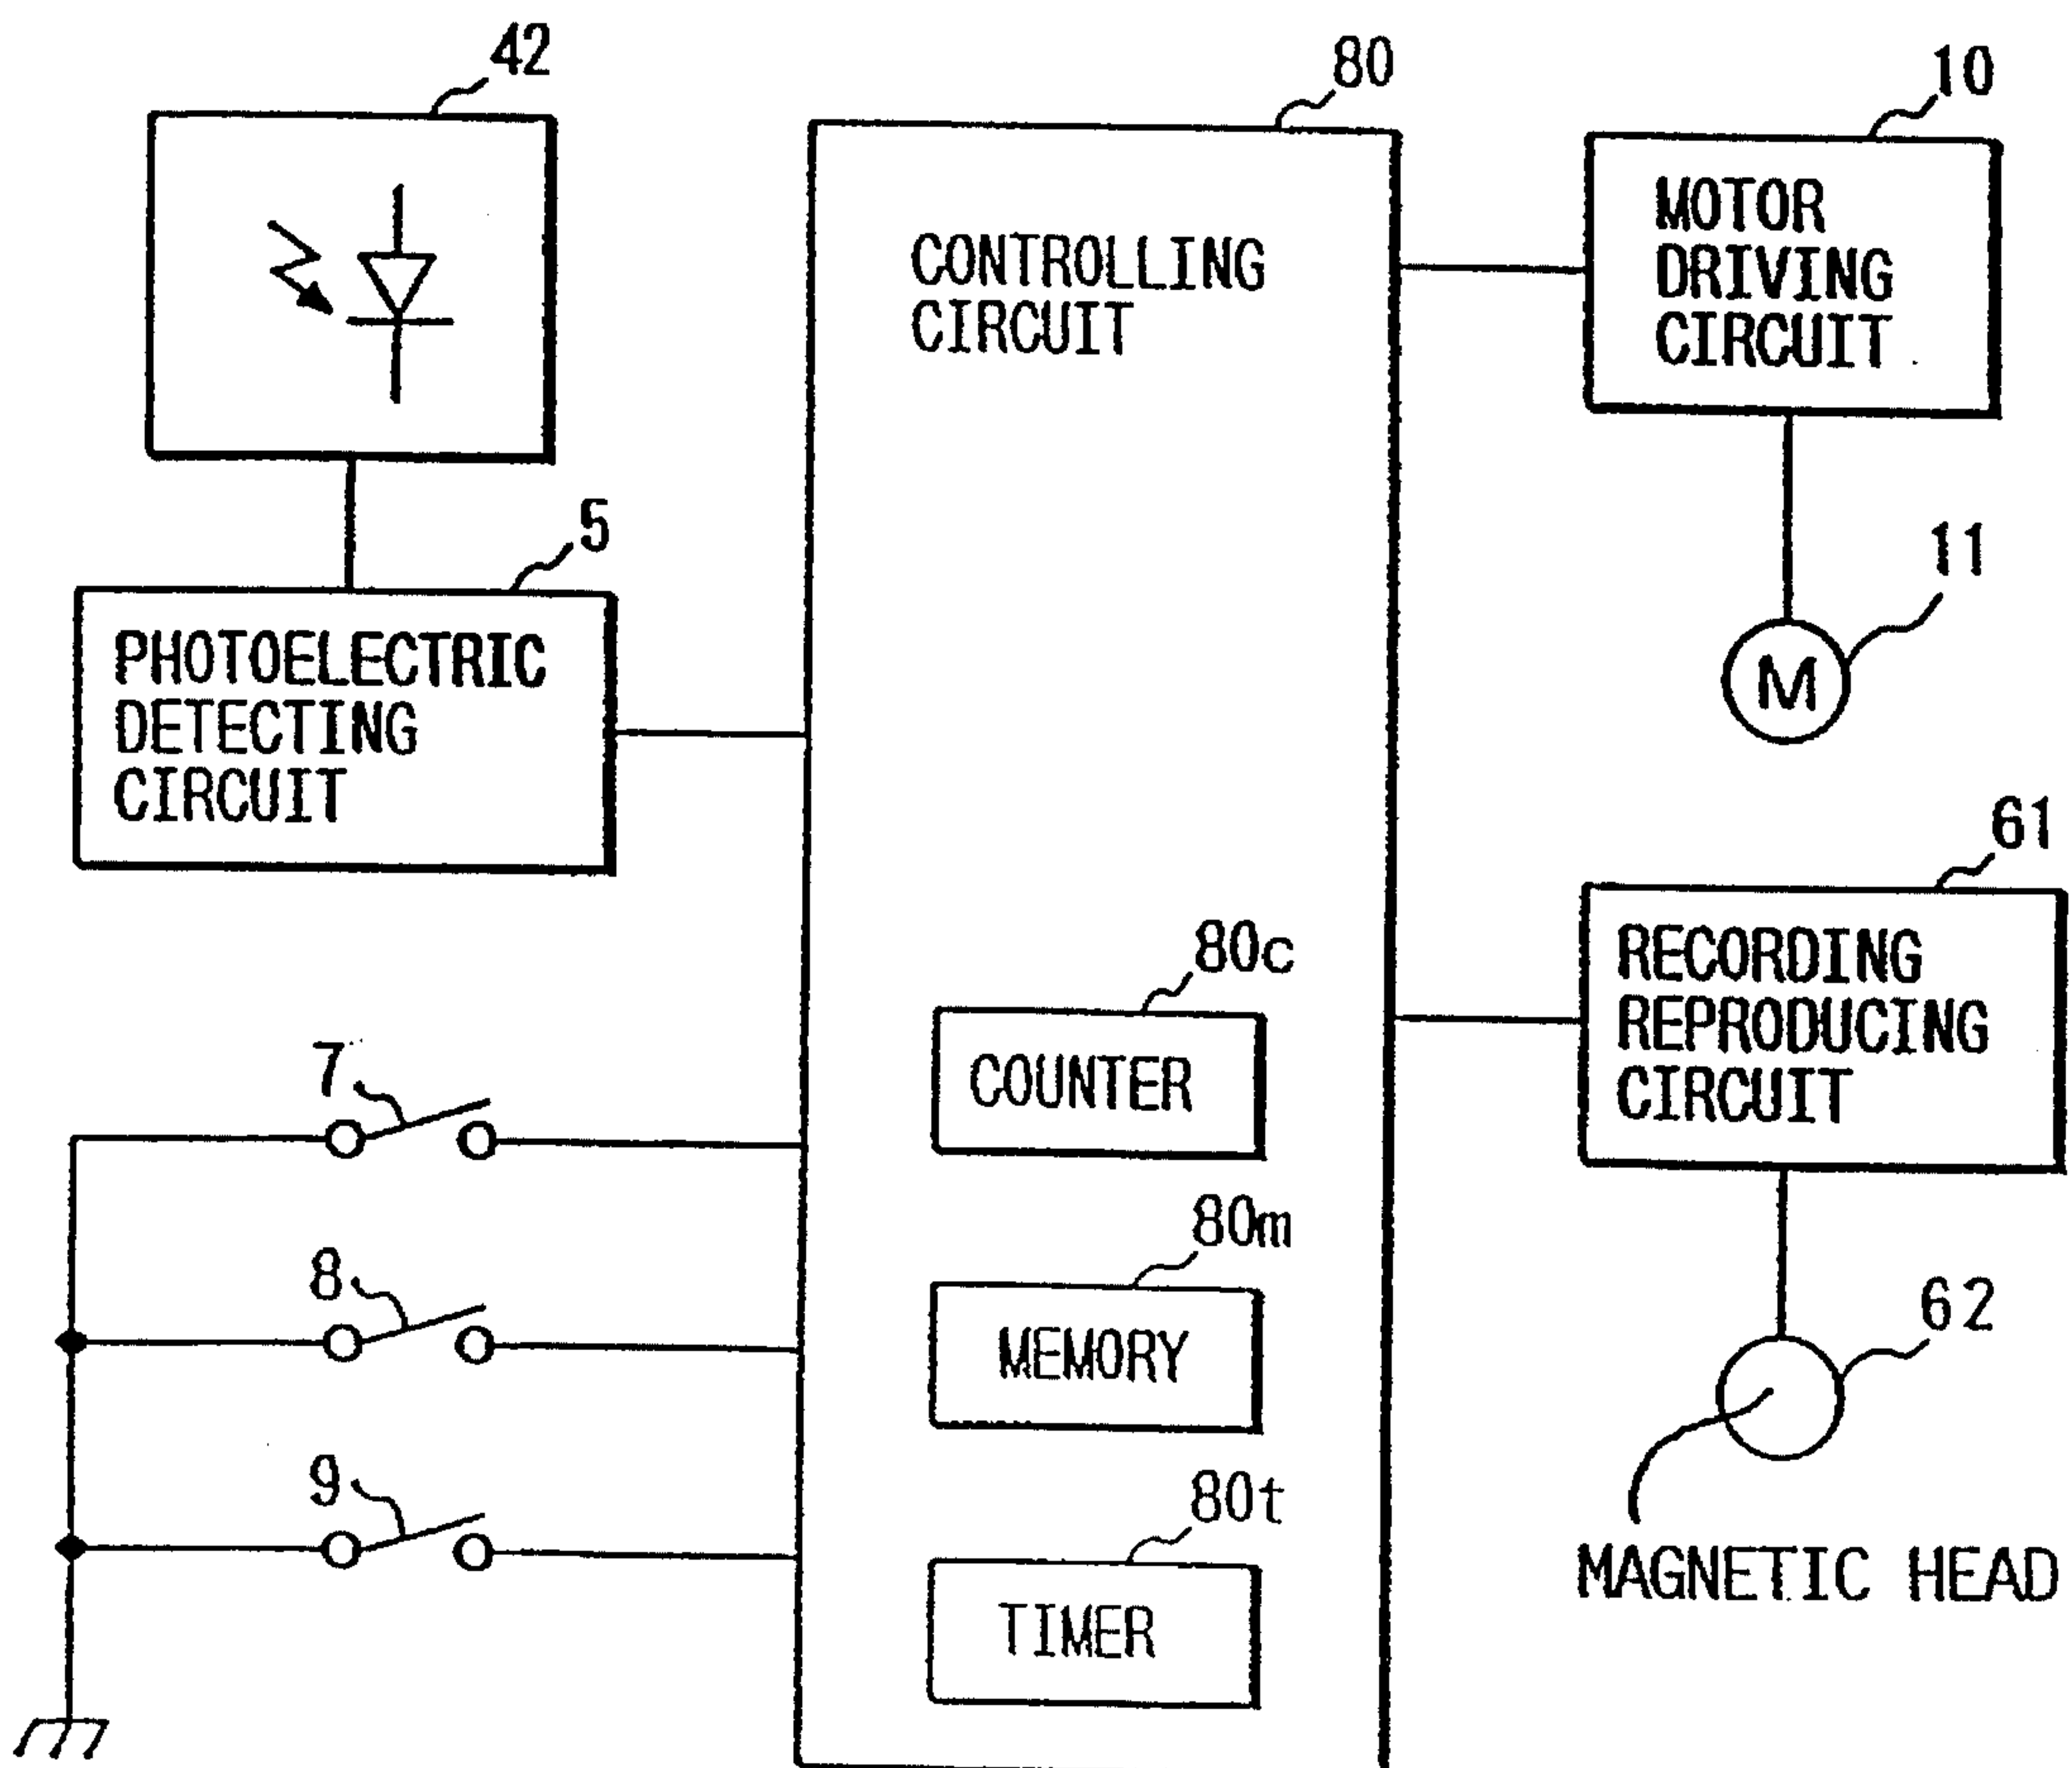 42
80
10
CONTROLLING
CIRCUIT
MOTOR
DRIVING
CIRCUIT
5
PHOTOELECTRIC
DETECTING
CIRCUIT
11
M
61
RECORDING
REPRODUCING
CIRCUIT
80c
COUNTER
7
80m
MEMORY
8
62
MAGNETIC HEAD
9
80t
TIMER